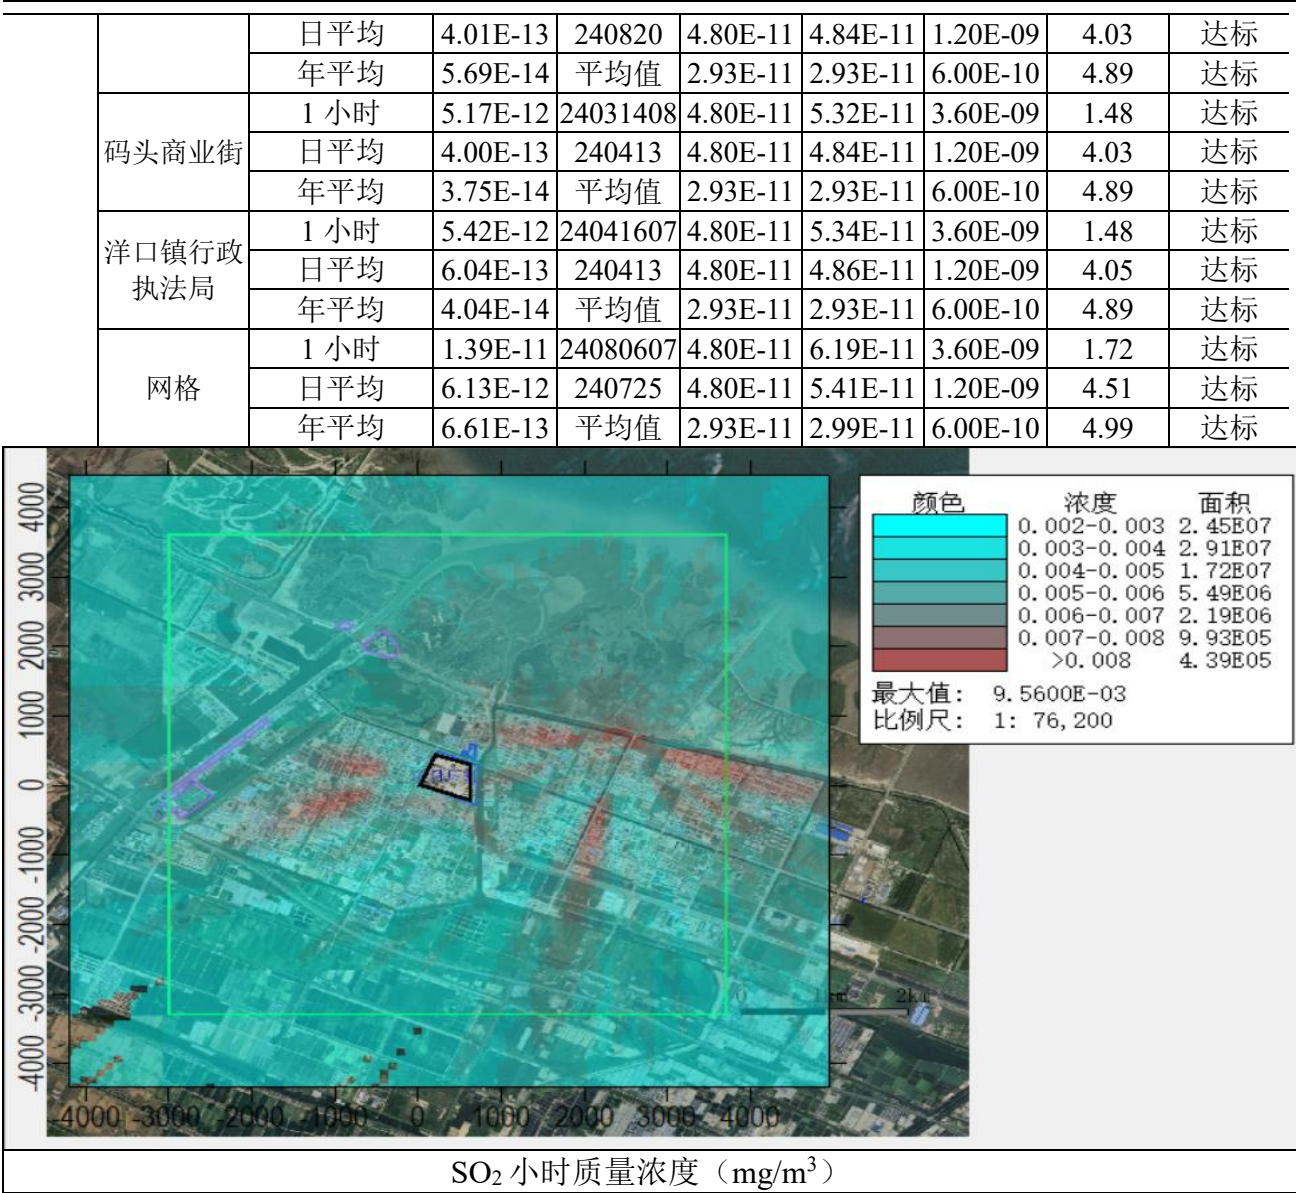 日平均 4.01E-13 240820 4.80E-11 4.84E-11 1.20E-09 4.03 达标
年平均 5.69E-14 平均值 2.93E-11 2.93E-11 6.00E-10 4.89 达标
码头商业街 1 小时 5.17E-12 24031408 4.80E-11 5.32E-11 3.60E-09 1.48 达标
日平均 4.00E-13 240413 4.80E-11 4.84E-11 1.20E-09 4.03 达标
年平均 3.75E-14 平均值 2.93E-11 2.93E-11 6.00E-10 4.89 达标
洋口镇行政
执法局
1 小时 5.42E-12 24041607 4.80E-11 5.34E-11 3.60E-09 1.48 达标
日平均 6.04E-13 240413 4.80E-11 4.86E-11 1.20E-09 4.05 达标
年平均 4.04E-14 平均值 2.93E-11 2.93E-11 6.00E-10 4.89 达标
网格 1 小时 1.39E-11 24080607 4.80E-11 6.19E-11 3.60E-09 1.72 达标
日平均 6.13E-12 240725 4.80E-11 5.41E-11 1.20E-09 4.51 达标
年平均 6.61E-13 平均值 2.93E-11 2.99E-11 6.00E-10 4.99 达标
4000
3000
2000
1000
0
-1000
-2000
-3000
-4000
颜色 浓度 面积
0.002-0.003 2.45E07
0.003-0.004 2.91E07
0.004-0.005 1.72E07
0.005-0.006 5.49E06
0.006-0.007 2.19E06
0.007-0.008 9.93E05
>0.008 4.39E05
最大值: 9.5600E-03
比例尺: 1: 76,200
0 1km 2km
-4000 -3000 -2000 -1000 0 1000 2000 3000 4000
SO₂ 小时质量浓度（mg/m³）